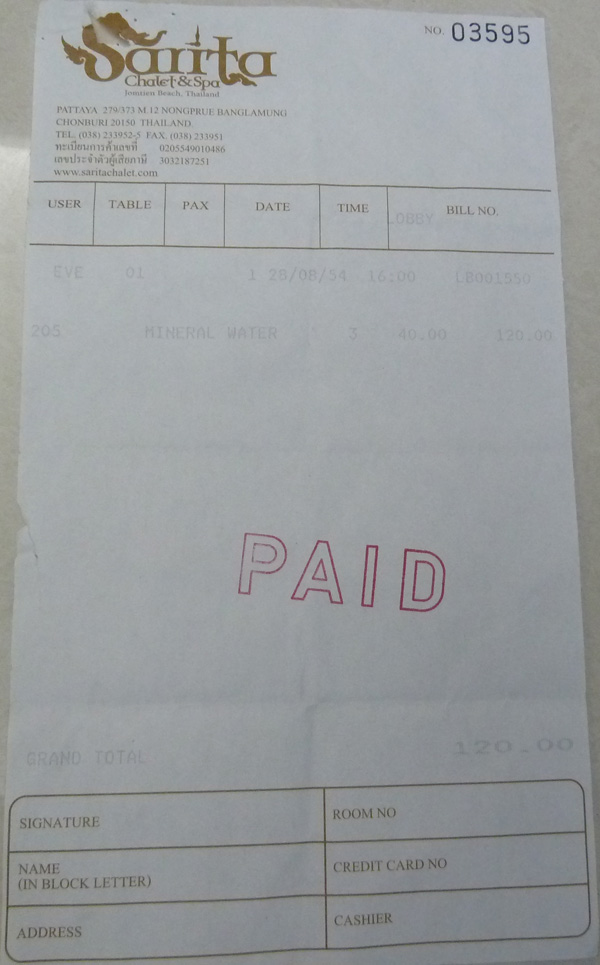 NO. 03595
Sarita
Chalet & Spa
Jomtien Beach, Thailand
PATTAYA 279/373 M.12 NONGPRUE BANGLAMUNG
CHONBURI 20150 THAILAND.
TEL. (038) 233952-5 FAX. (038) 233951
ทะเบียนการค้าเลขที่ 0205549010486
เลขประจำตัวผู้เสียภาษี 3032187251
www.saritachalet.com
USER TABLE PAX DATE TIME BILL NO.
LOBBY
EVE 01 1 28/08/54 16:00 LB001550
205 MINERAL WATER 3 40.00 120.00
PAID
GRAND TOTAL 120.00
SIGNATURE ROOM NO
NAME CREDIT CARD NO
(IN BLOCK LETTER)
ADDRESS CASHIER